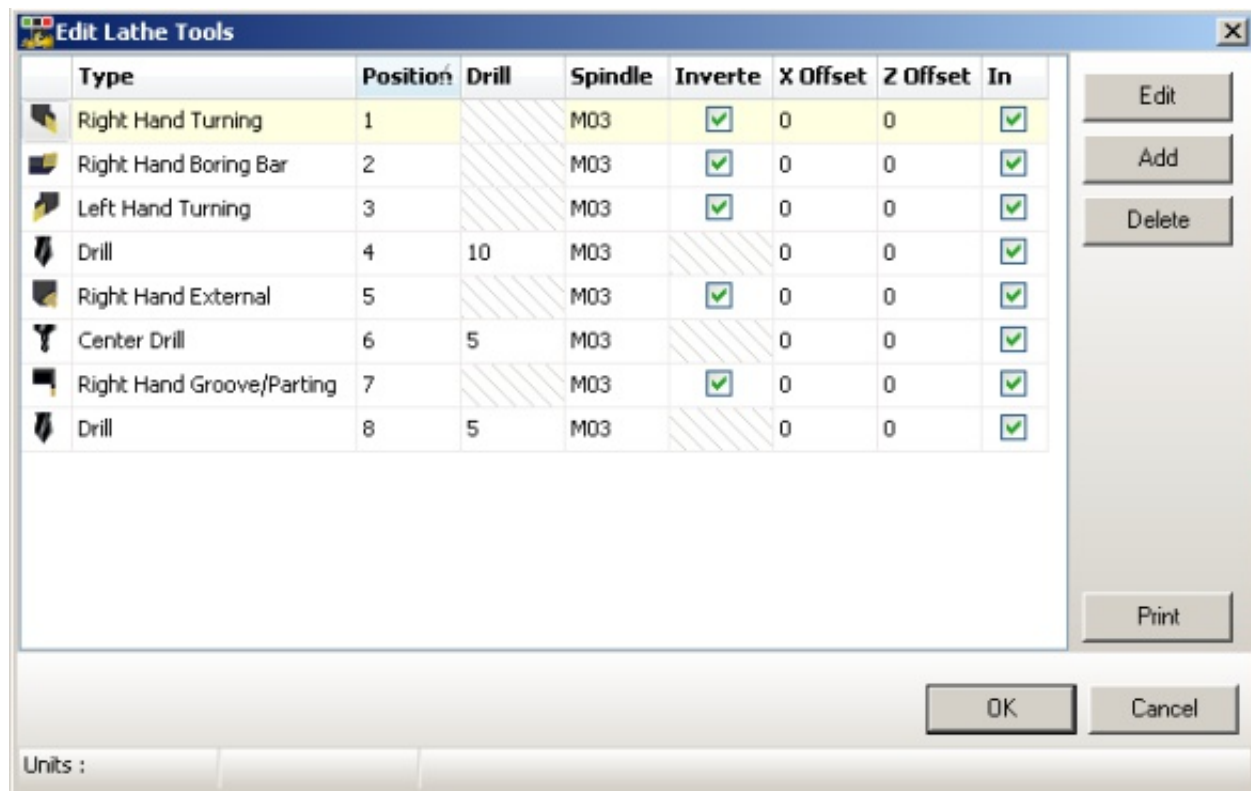 Edit Lathe Tools
Type Position Drill Spindle Inverte X Offset Z Offset In
Right Hand Turning 1 M03 0 0
Right Hand Boring Bar 2 M03 0 0
Left Hand Turning 3 M03 0 0
Drill 4 10 M03 0 0
Right Hand External 5 M03 0 0
Center Drill 6 5 M03 0 0
Right Hand Groove/Parting 7 M03 0 0
Drill 8 5 M03 0 0
Edit
Add
Delete
Print
OK Cancel
Units :